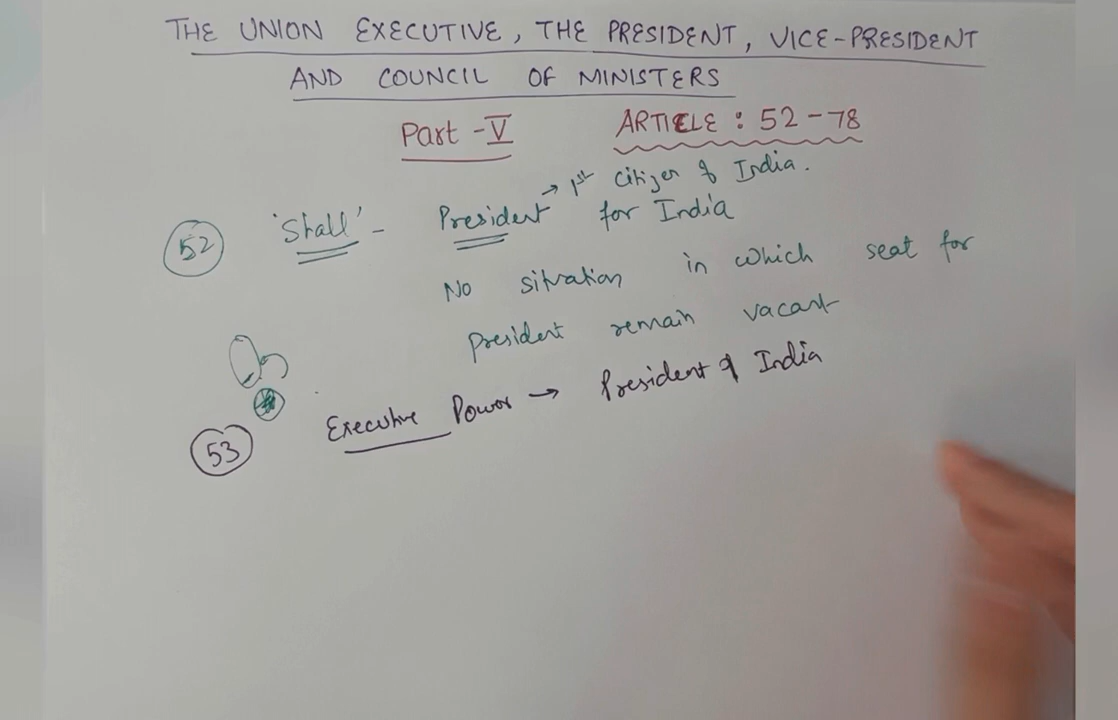 THE UNION EXECUTIVE, THE PRESIDENT, VICE-PRESIDENT
AND COUNCIL OF MINISTERS
Part - V ARTICLE : 52-78
→ 1st citizen of India.
52 'Shall' - President for India
No situation in which seat for
president remain vacant
53 Executive Power → President of India